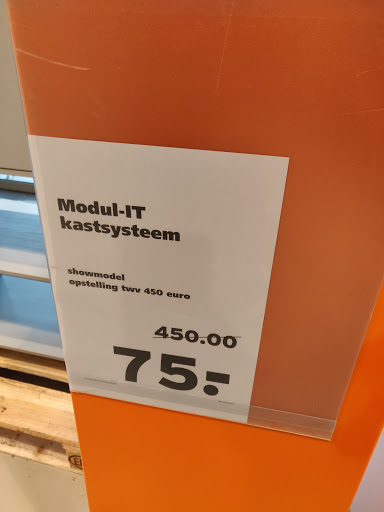 Modul-IT
kastsysteem
showmodel
opstelling twv 450 euro
450.00
75.-